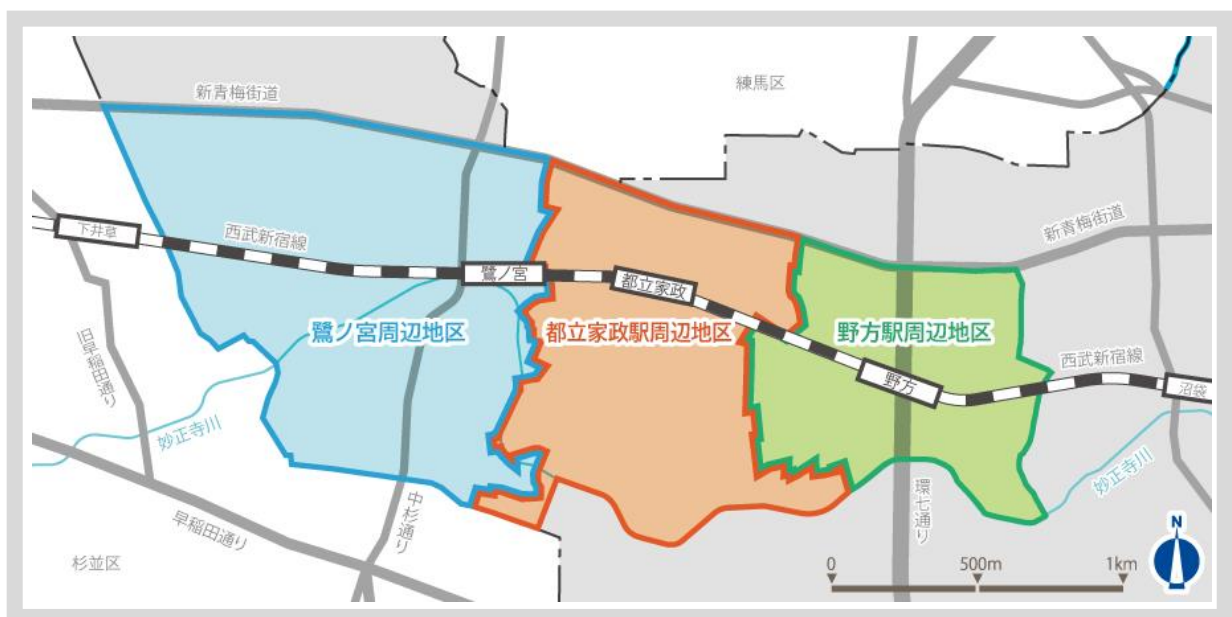 練馬区
新青梅街道
新青梅街道
下井草
西武新宿線
鷺ノ宮
都立家政
鷺ノ宮周辺地区
都立家政駅周辺地区
野方駅周辺地区
西武新宿線
野方
沼袋
旧早稲田通り
妙正寺川
妙正寺川
中杉通り
環七通り
早稲田通り
杉並区
N
0 500m 1km